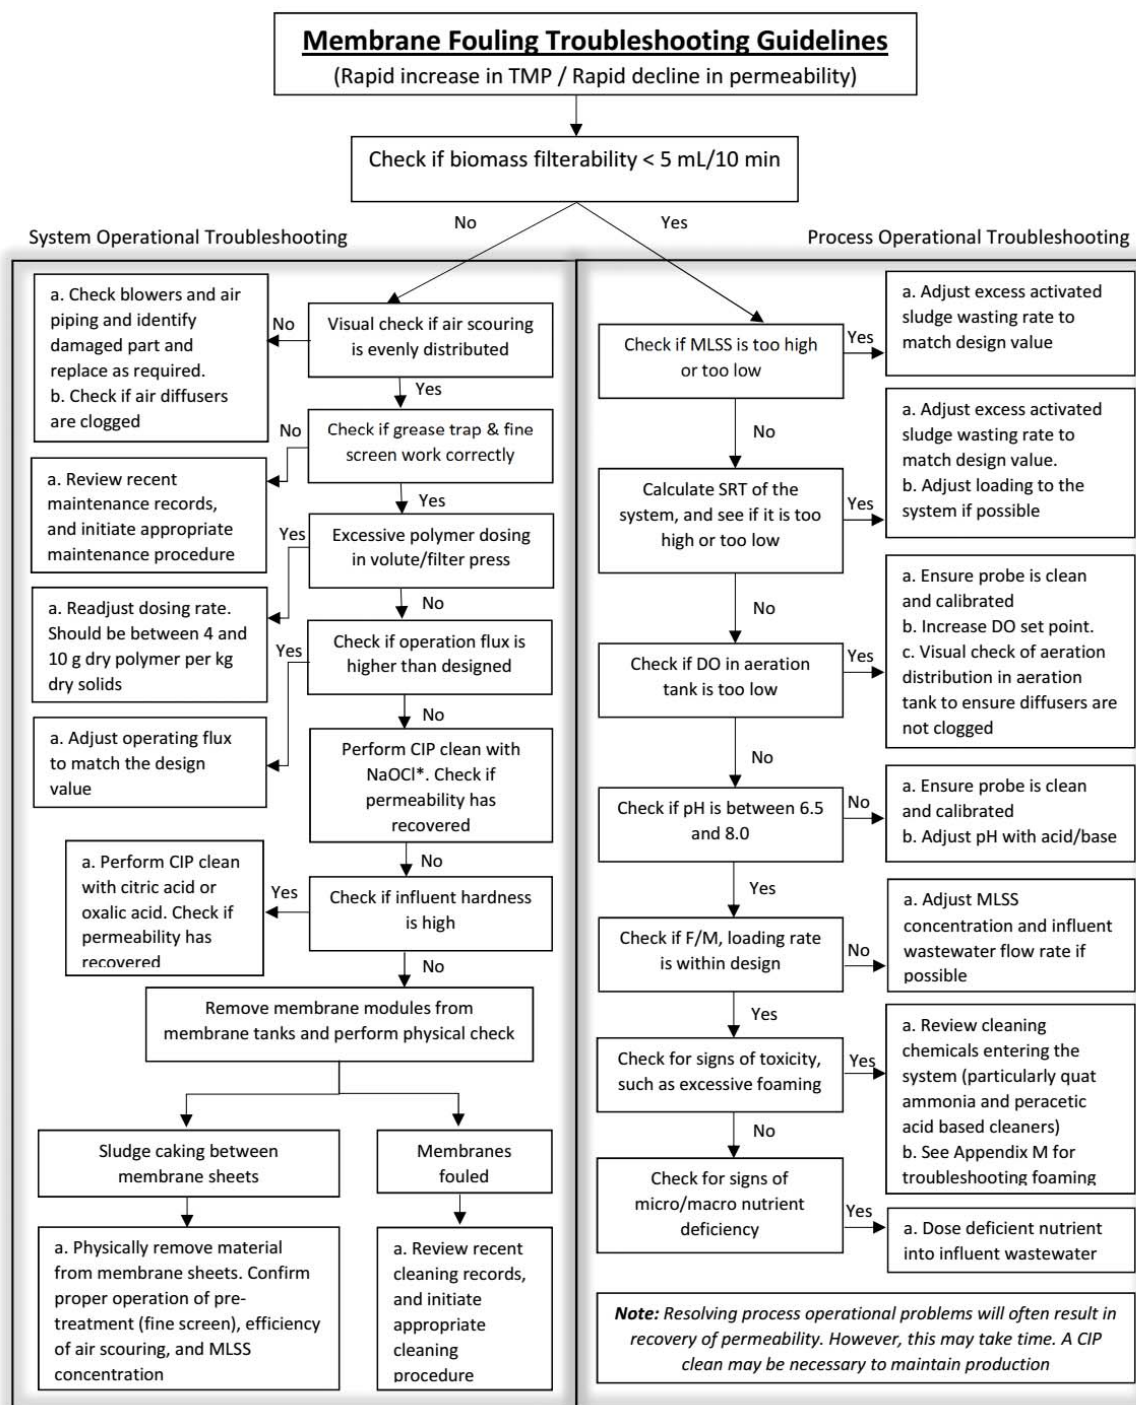 Membrane Fouling Troubleshooting Guidelines
(Rapid increase in TMP / Rapid decline in permeability)
Check if biomass filterability < 5 mL/10 min
No
Yes
System Operational Troubleshooting
Process Operational Troubleshooting
a. Check blowers and air
piping and identify
damaged part and
replace as required.
b. Check if air diffusers
are clogged
No
Visual check if air scouring
is evenly distributed
Yes
No
Check if grease trap & fine
screen work correctly
a. Review recent
maintenance records,
and initiate appropriate
maintenance procedure
Yes
Yes
Excessive polymer dosing
in volute/filter press
a. Readjust dosing rate.
Should be between 4 and
10 g dry polymer per kg
dry solids
No
Yes
Check if operation flux is
higher than designed
a. Adjust operating flux
to match the design
value
No
Perform CIP clean with
NaOCl*. Check if
permeability has
recovered
No
a. Perform CIP clean
with citric acid or
oxalic acid. Check if
permeability has
recovered
Yes
Check if influent hardness
is high
No
Remove membrane modules from
membrane tanks and perform physical check
Sludge caking between
membrane sheets
Membranes
fouled
a. Physically remove material
from membrane sheets. Confirm
proper operation of pre-
treatment (fine screen), efficiency
of air scouring, and MLSS
concentration
a. Review recent
cleaning records,
and initiate
appropriate
cleaning
procedure
Check if MLSS is too high
or too low
Yes
a. Adjust excess activated
sludge wasting rate to
match design value
No
Calculate SRT of the
system, and see if it is too
high or too low
Yes
a. Adjust excess activated
sludge wasting rate to
match design value.
b. Adjust loading to the
system if possible
No
Check if DO in aeration
tank is too low
Yes
a. Ensure probe is clean
and calibrated
b. Increase DO set point.
c. Visual check of aeration
distribution in aeration
tank to ensure diffusers are
not clogged
No
Check if pH is between 6.5
and 8.0
No
a. Ensure probe is clean
and calibrated
b. Adjust pH with acid/base
Yes
Check if F/M, loading rate
is within design
No
a. Adjust MLSS
concentration and influent
wastewater flow rate if
possible
Yes
Check for signs of toxicity,
such as excessive foaming
Yes
a. Review cleaning
chemicals entering the
system (particularly quat
ammonia and peracetic
acid based cleaners)
b. See Appendix M for
troubleshooting foaming
No
Check for signs of
micro/macro nutrient
deficiency
Yes
a. Dose deficient nutrient
into influent wastewater
Note: Resolving process operational problems will often result in
recovery of permeability. However, this may take time. A CIP
clean may be necessary to maintain production